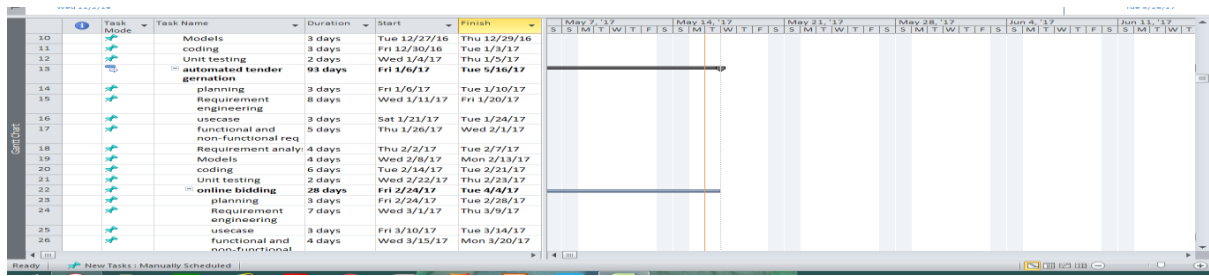 Task Mode Task Name Duration Start Finish May 7, '17 May 14, '17 May 21, '17 May 28, '17 Jun 4, '17 Jun 11, '17
S S M T W T F S S M T W T F S S M T W T F S S M T W T F S S M T W T F S S M T W T
10 Models 3 days Tue 12/27/16 Thu 12/29/16
11 coding 3 days Fri 12/30/16 Tue 1/3/17
12 Unit testing 2 days Wed 1/4/17 Thu 1/5/17
13 automated tender 93 days Fri 1/6/17 Tue 5/16/17
gernation
14 planning 3 days Fri 1/6/17 Tue 1/10/17
15 Requirement 8 days Wed 1/11/17 Fri 1/20/17
engineering
16 usecase 3 days Sat 1/21/17 Tue 1/24/17
17 functional and 5 days Thu 1/26/17 Wed 2/1/17
non-functional req
18 Requirement analy 4 days Thu 2/2/17 Tue 2/7/17
19 Models 4 days Wed 2/8/17 Mon 2/13/17
20 coding 6 days Tue 2/14/17 Tue 2/21/17
21 Unit testing 2 days Wed 2/22/17 Thu 2/23/17
22 online bidding 28 days Fri 2/24/17 Tue 4/4/17
23 planning 3 days Fri 2/24/17 Tue 2/28/17
24 Requirement 7 days Wed 3/1/17 Thu 3/9/17
engineering
25 usecase 3 days Fri 3/10/17 Tue 3/14/17
26 functional and 4 days Wed 3/15/17 Mon 3/20/17
non-functional
Gantt Chart
Ready New Tasks : Manually Scheduled